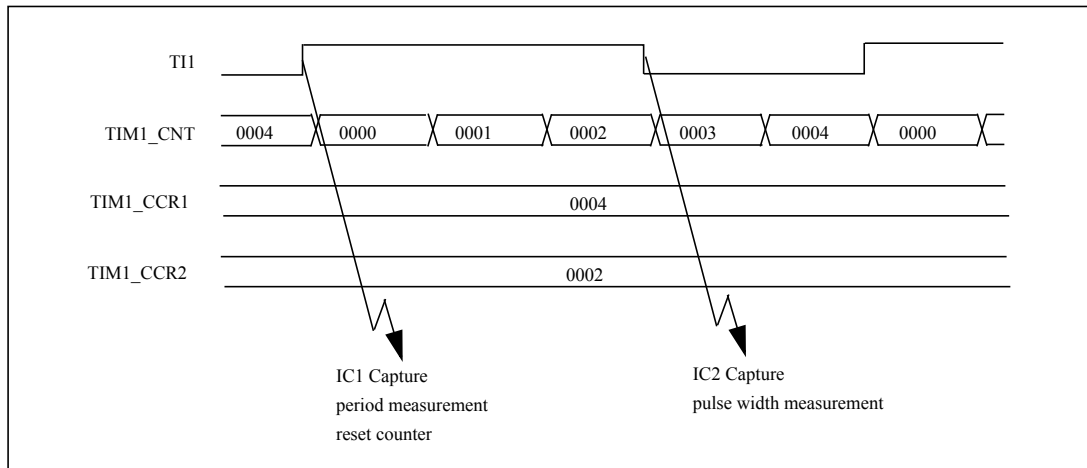 TI1
TIM1_CNT 0004 0000 0001 0002 0003 0004 0000
TIM1_CCR1 0004
TIM1_CCR2 0002
IC1 Capture
period measurement
reset counter
IC2 Capture
pulse width measurement